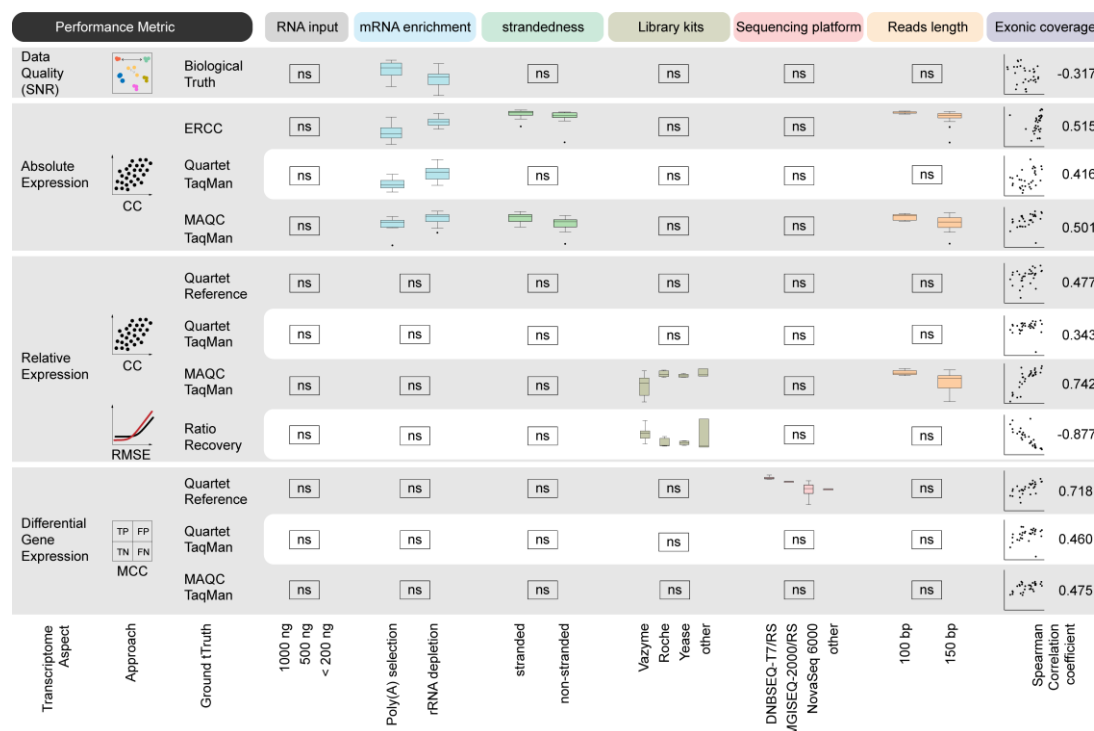 Performance Metric
RNA input
mRNA enrichment
strandedness
Library kits
Sequencing platform
Reads length
Exonic coverage
Data
Quality
(SNR)
Biological
Truth
ns
ns
ns
ns
ns
-0.317
Absolute
Expression
CC
ERCC
ns
ns
ns
0.515
Quartet
TaqMan
ns
ns
ns
ns
ns
0.416
MAQC
TaqMan
ns
ns
ns
0.501
Relative
Expression
CC
RMSE
Quartet
Reference
ns
ns
ns
ns
ns
ns
0.477
Quartet
TaqMan
ns
ns
ns
ns
ns
ns
0.343
MAQC
TaqMan
ns
ns
ns
ns
0.742
Ratio
Recovery
ns
ns
ns
ns
ns
-0.877
Differential
Gene
Expression
TP FP
TN FN
MCC
Quartet
Reference
ns
ns
ns
ns
ns
0.718
Quartet
TaqMan
ns
ns
ns
ns
ns
ns
0.460
MAQC
TaqMan
ns
ns
ns
ns
ns
ns
0.475
Transcriptome
Aspect
Approach
Ground tTruth
1000 ng
500 ng
< 200 ng
Poly(A) selection
rRNA depletion
stranded
non-stranded
Vazyme
Roche
Yease
other
DNBSEQ-T7/RS
MGISEQ-2000/RS
NovaSeq 6000
other
100 bp
150 bp
Spearman
Correlation
coefficient